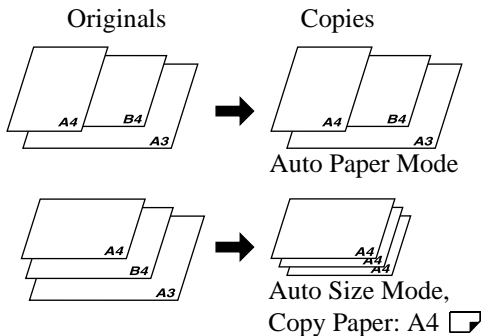 Originals Copies
A4 B4 A3 A4 B4 A3
Auto Paper Mode
A4 B4 A3 A4 A4 A4
Auto Size Mode,
Copy Paper: A4